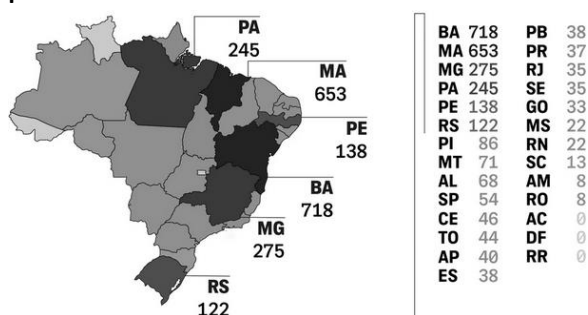 PA
245
MA
653
PE
138
BA
718
MG
275
RS
122
BA 718
MA 653
MG 275
PA 245
PE 138
RS 122
PI 86
MT 71
AL 68
SP 54
CE 46
TO 44
AP 40
ES 38
PB 38
PR 37
RJ 35
SE 35
GO 33
MS 22
RN 22
SC 13
AM 8
RO 8
AC 0
DF 0
RR 0